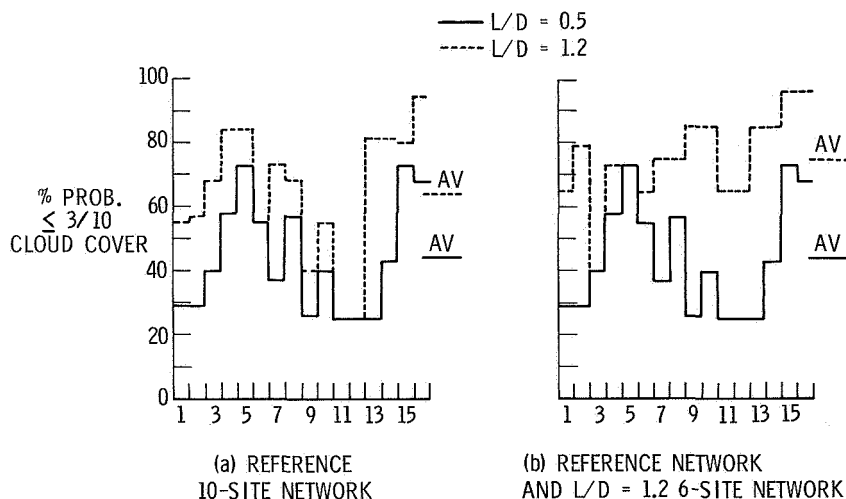 L/D = 0.5
L/D = 1.2
100
80
60
40
20
0
% PROB.
≤ 3/10
CLOUD COVER
AV
AV
AV
AV
1 3 5 7 9 11 13 15
1 3 5 7 9 11 13 15
(a) REFERENCE
10-SITE NETWORK
(b) REFERENCE NETWORK
AND L/D = 1.2 6-SITE NETWORK